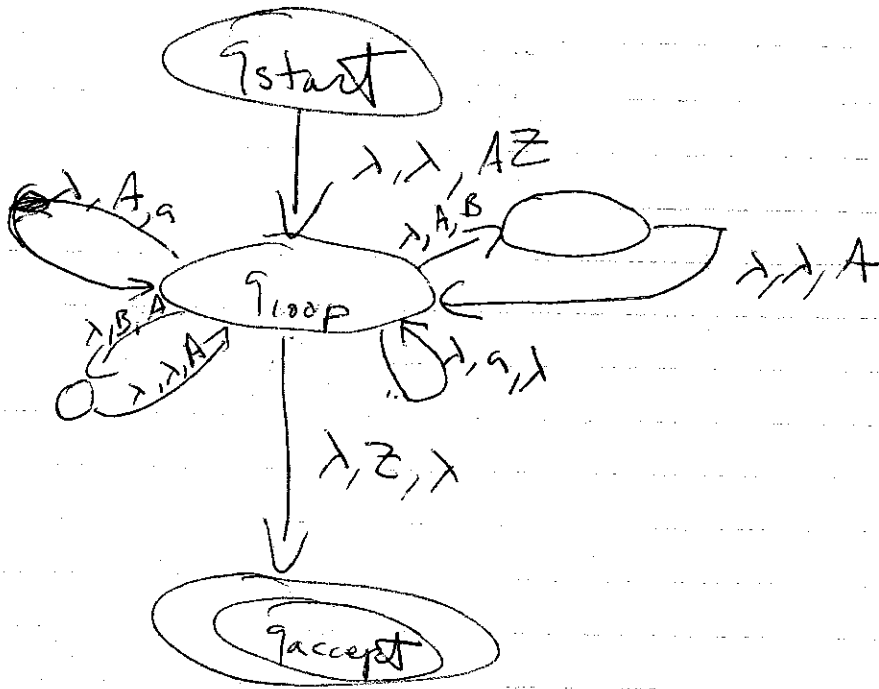 qstart
λ, λ, AZ
λ, A, a
λ, A, B
λ, λ, A
qloop
λ, B, A
λ, λ, A
λ, a, λ
λ, Z, λ
qaccept